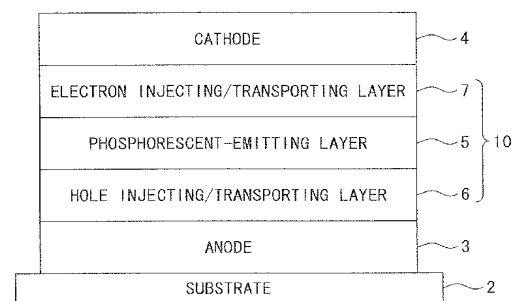 CATHODE 4
ELECTRON INJECTING/TRANSPORTING LAYER 7
PHOSPHORESCENT-EMITTING LAYER 5 10
HOLE INJECTING/TRANSPORTING LAYER 6
ANODE 3
SUBSTRATE 2